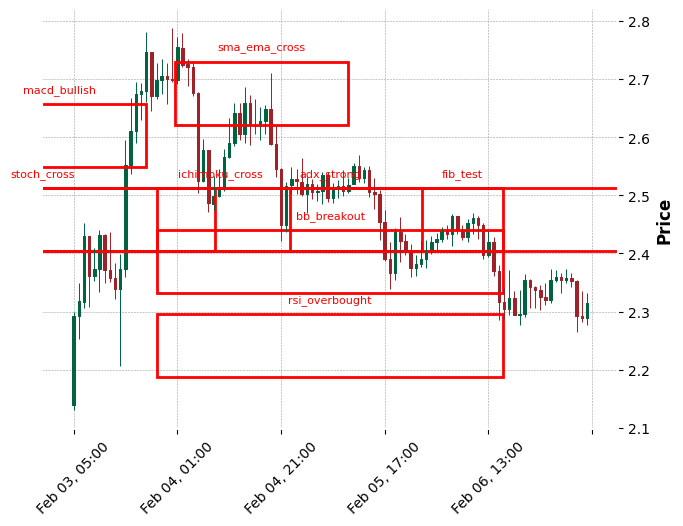 2.8
sma_ema_cross
2.7
macd_bullish
2.6
stoch_cross
ichimoku_cross
adx_strong
fib_test
2.5
bb_breakout
Price
2.4
rsi_overbought
2.3
2.2
2.1
Feb 03, 05:00
Feb 04, 01:00
Feb 04, 21:00
Feb 05, 17:00
Feb 06, 13:00